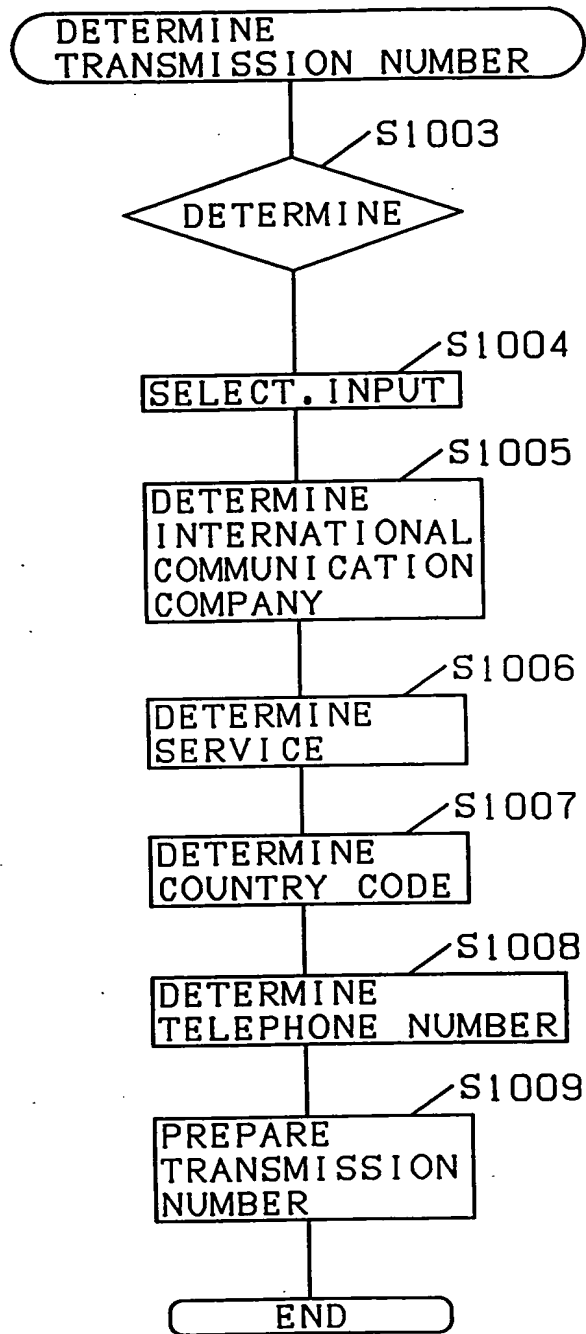 DETERMINE
TRANSMISSION NUMBER
S1003
DETERMINE
S1004
SELECT.INPUT
S1005
DETERMINE
INTERNATIONAL
COMMUNICATION
COMPANY
S1006
DETERMINE
SERVICE
S1007
DETERMINE
COUNTRY CODE
S1008
DETERMINE
TELEPHONE NUMBER
S1009
PREPARE
TRANSMISSION
NUMBER
END